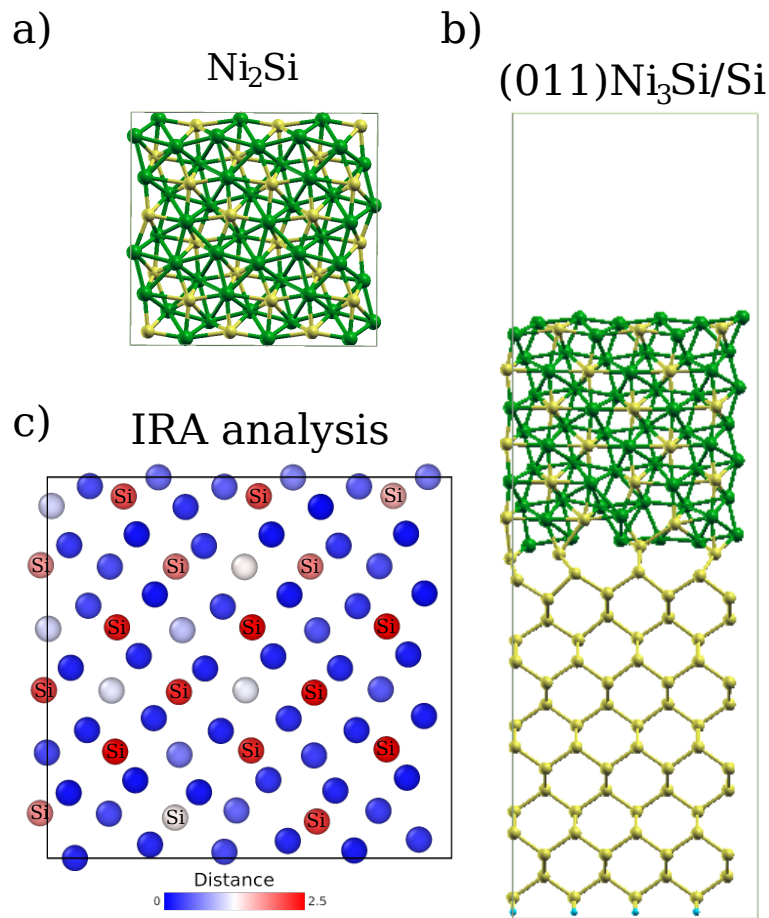 a)
Ni₂Si
b)
(011)Ni₃Si/Si
c)
IRA analysis
Si Si Si
Si Si Si
Si Si Si
Si Si Si
Si Si Si
Si Si Si
Distance
0 2.5